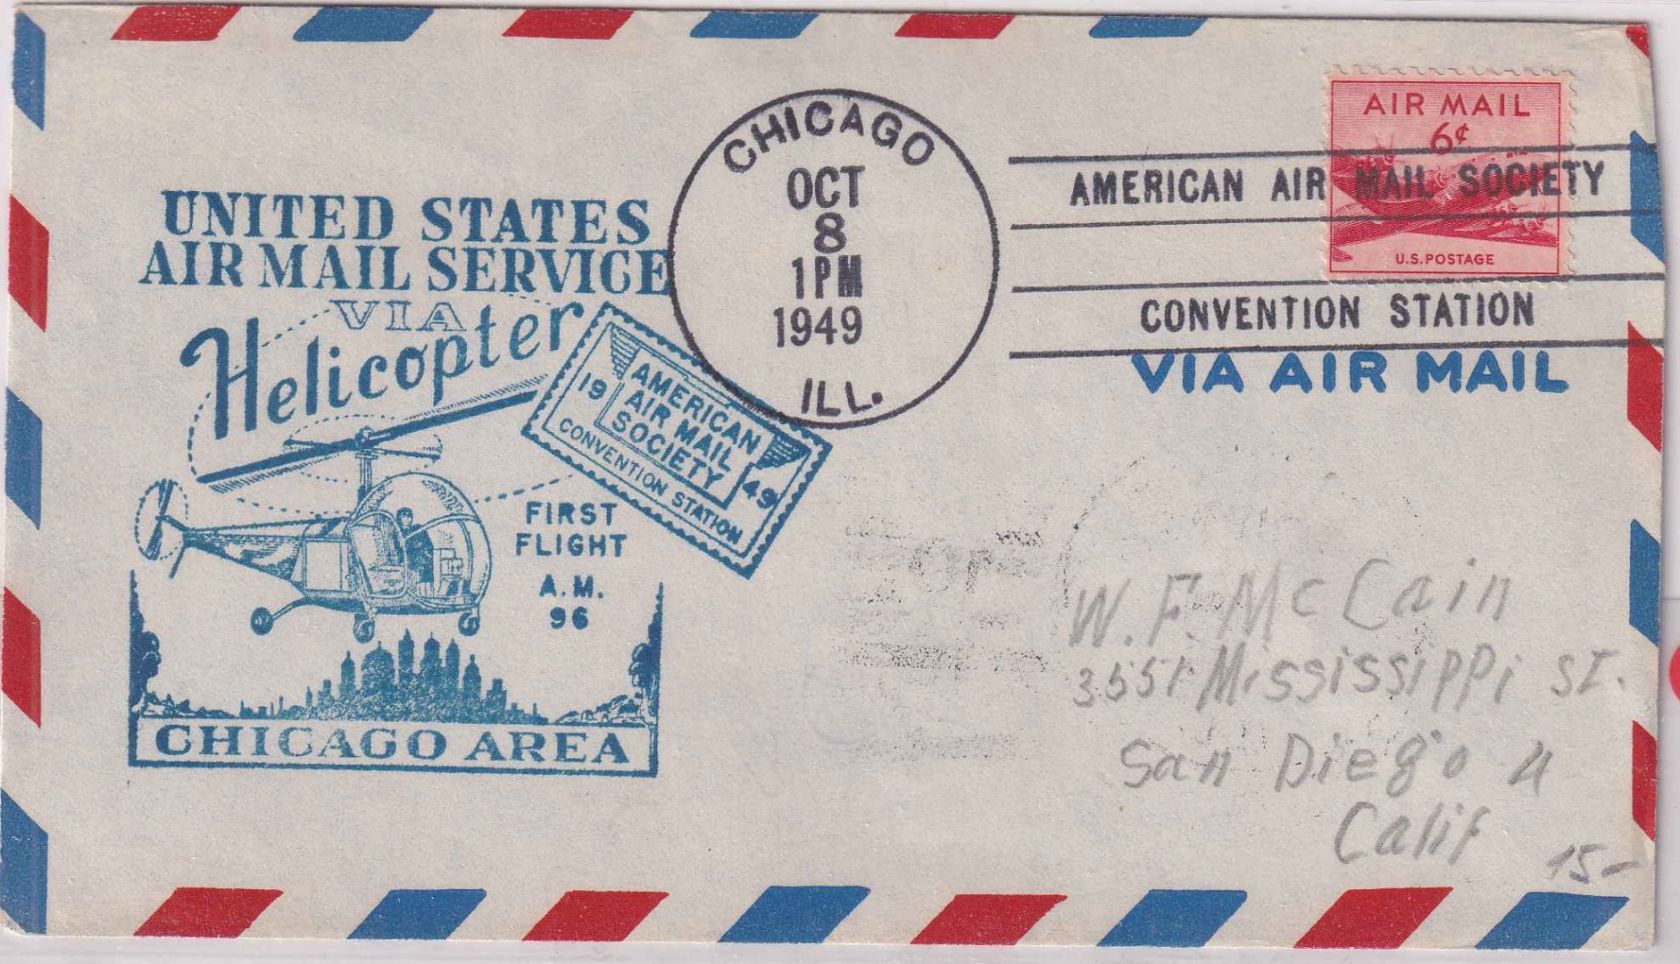 UNITED STATES
AIR MAIL SERVICE
VIA
Helicopter
FIRST
FLIGHT
A.M.
96
CHICAGO AREA
19 AMERICAN
AIR MAIL
SOCIETY 49
CONVENTION STATION
CHICAGO
OCT
8
1PM
1949
ILL.
AMERICAN AIR MAIL SOCIETY
CONVENTION STATION
AIR MAIL
6¢
U.S. POSTAGE
VIA AIR MAIL
W. F. McCain
3551 Mississippi St.
San Diego 4
Calif
15-